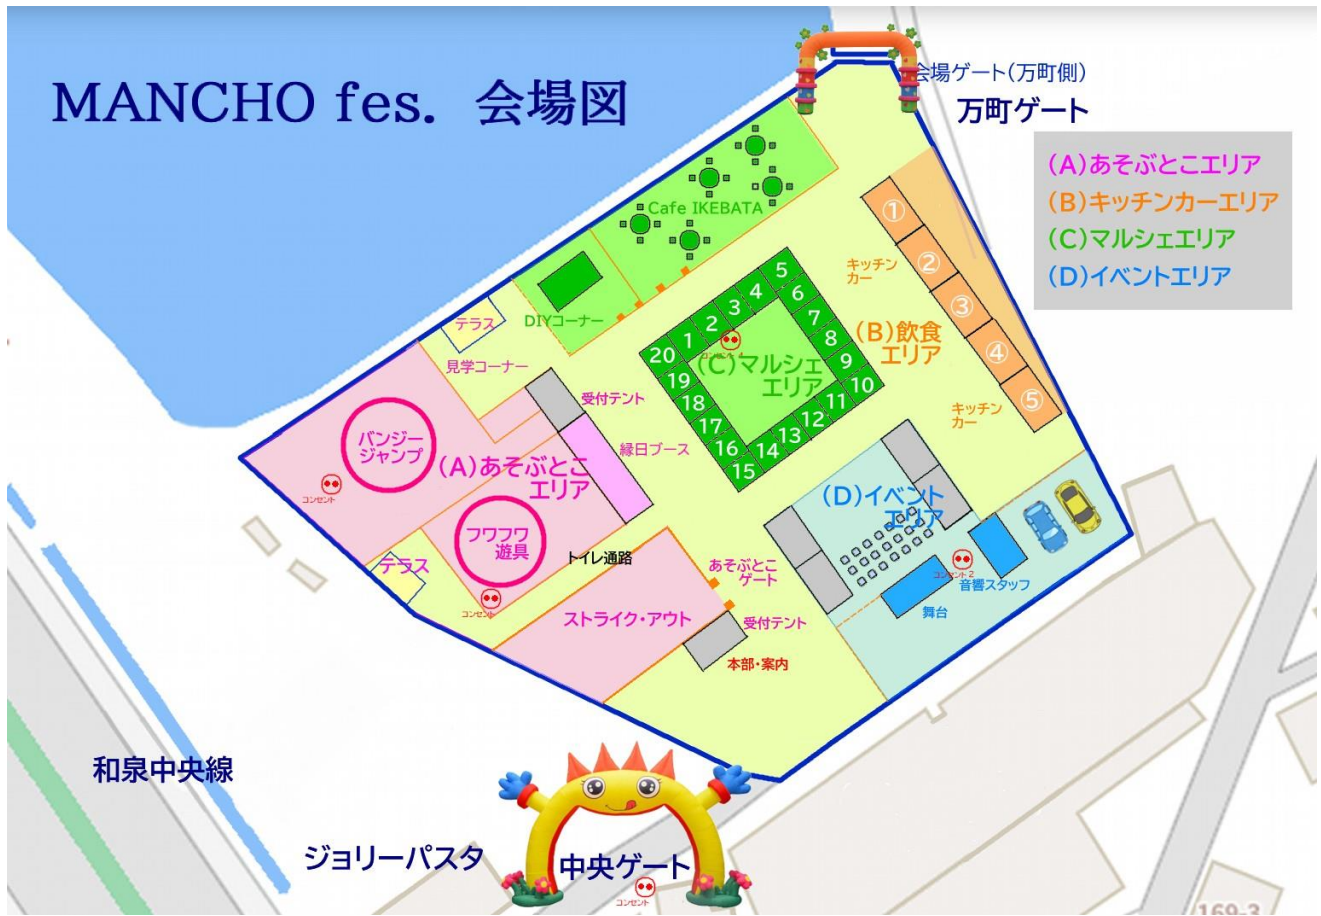 MANCHO fes. 会場図
会場ゲート(万町側)
万町ゲート
(A)あそぶとこエリア
(B)キッチンカーエリア
(C)マルシェエリア
(D)イベントエリア
Cafe IKEBATA
DIYコーナー
テラス
見学コーナー
受付テント
縁日ブース
バンジー
ジャンプ
コンセント
(A)あそぶとこ
エリア
フワフワ
遊具
コンセント
テラス
トイレ通路
ストライク・アウト
あそぶとこ
ゲート
受付テント
本部・案内
1
2
3
4
5
6
7
8
9
10
11
12
13
14
15
16
17
18
19
20
コンセント 4
(C)マルシェ
エリア
キッチン
カー
①
②
③
④
⑤
(B)飲食
エリア
キッチン
カー
(D)イベント
エリア
コンセント 2
音響スタッフ
舞台
和泉中央線
ジョリーパスタ
中央ゲート
コンセント
169-3